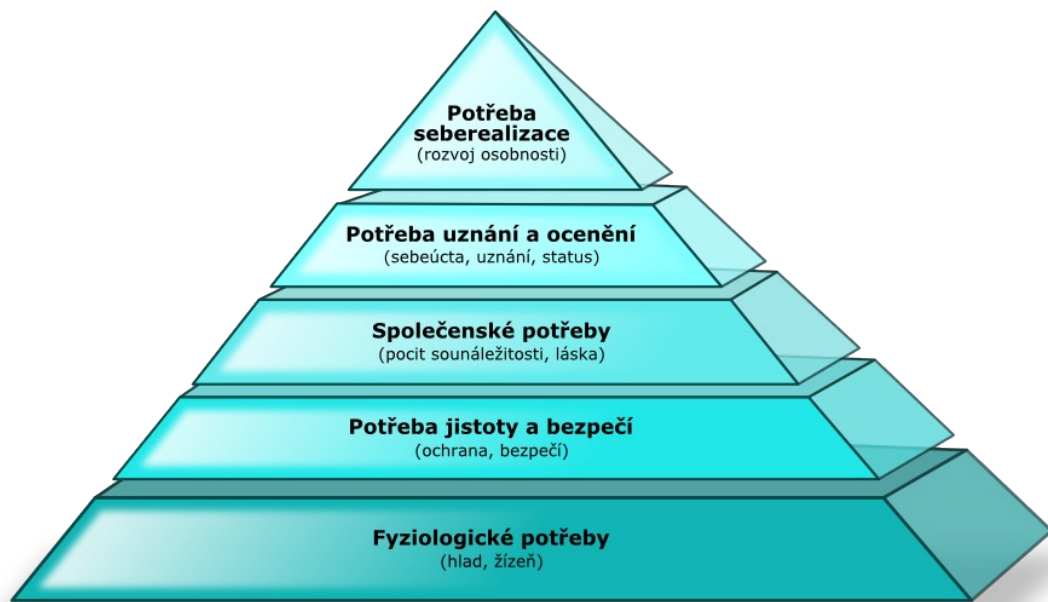 Potřeba
seberealizace
(rozvoj osobnosti)
Potřeba uznání a ocenění
(sebeúcta, uznání, status)
Společenské potřeby
(pocit sounáležitosti, láska)
Potřeba jistoty a bezpečí
(ochrana, bezpečí)
Fyziologické potřeby
(hlad, žízeň)